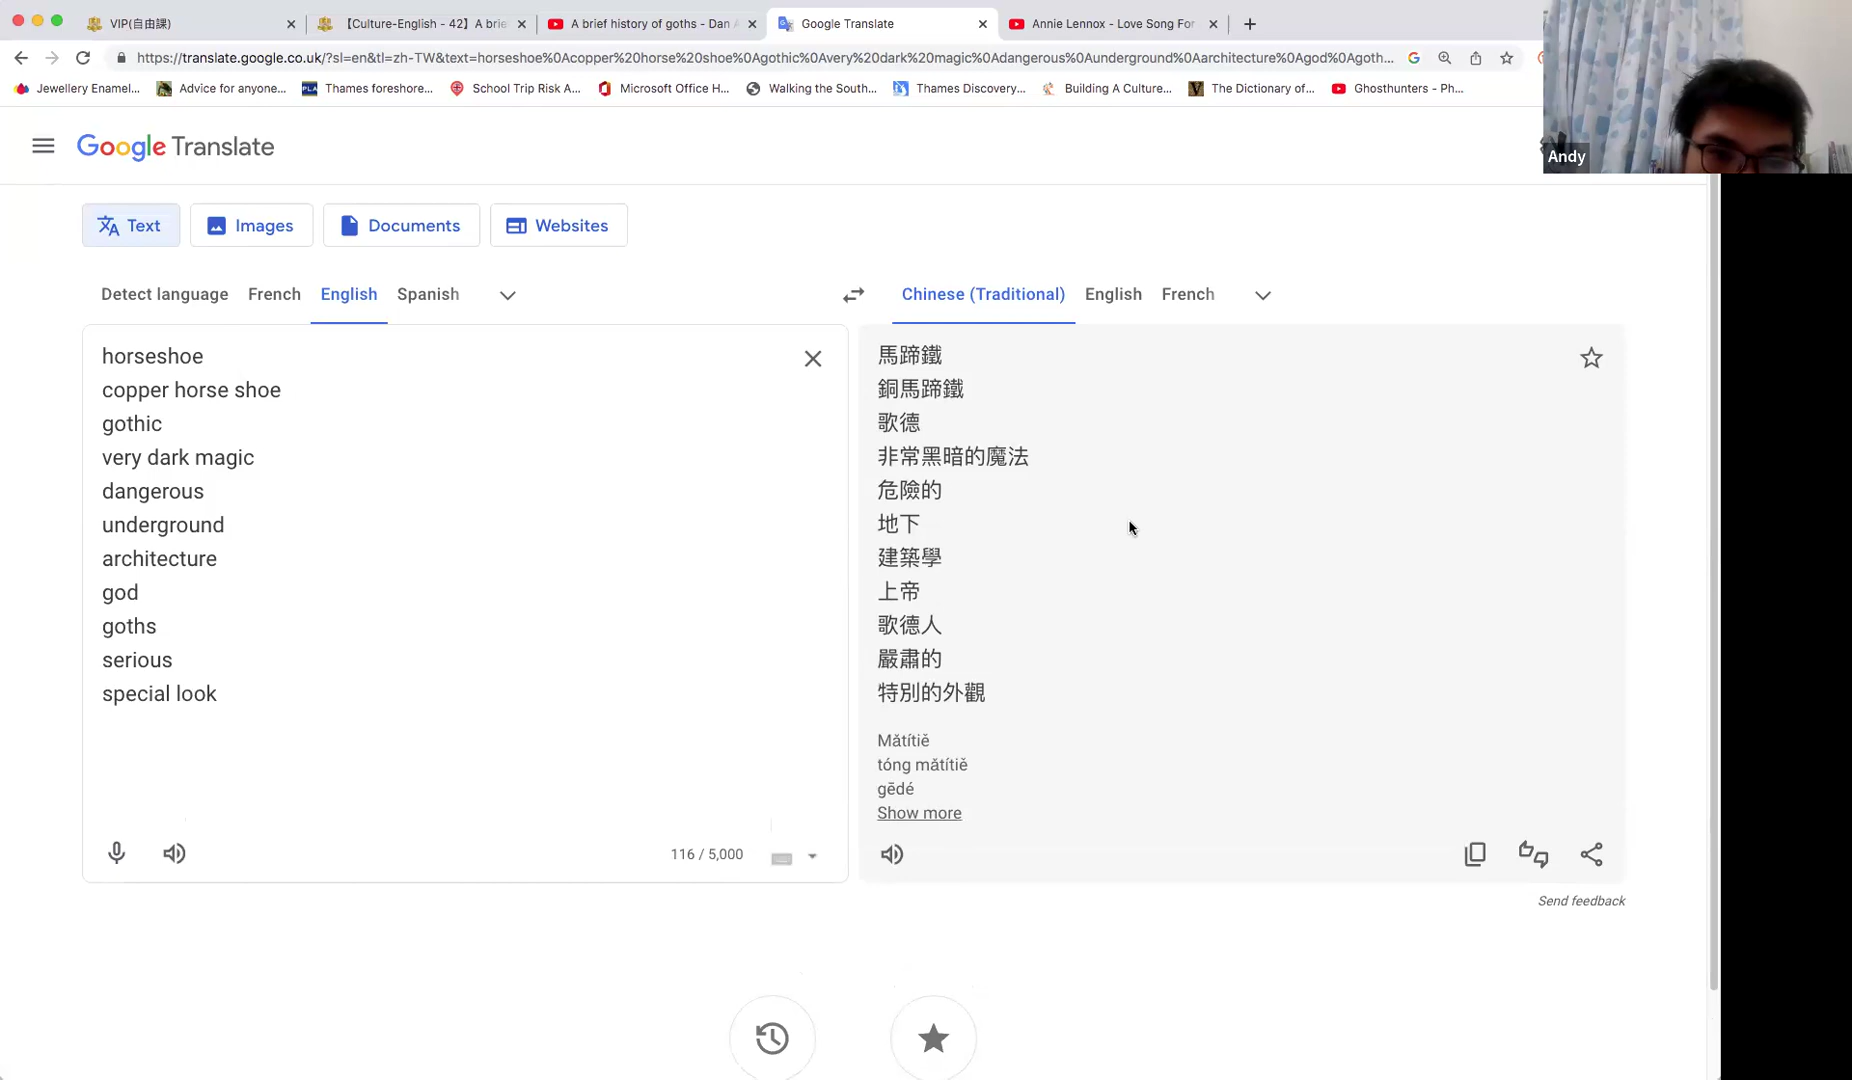 VIP(自由課)
【Culture-English - 42】A brie
A brief history of goths - Dan A
Google Translate
Annie Lennox - Love Song For
https://translate.google.co.uk/?sl=en&tl=zh-TW&text=horseshoe%0Acopper%20horse%20shoe%0Agothic%0Avery%20dark%20magic%0Adangerous%0Aunderground%0Aarchitecture%0Agod%0Agoth...
Jewellery Enamel...
Advice for anyone...
PLA Thames foreshore...
School Trip Risk A...
Microsoft Office H...
Walking the South...
Thames Discovery...
Building A Culture...
The Dictionary of...
Ghosthunters - Ph...
Andy
Google Translate
Text
Images
Documents
Websites
Detect language
French
English
Spanish
Chinese (Traditional)
English
French
horseshoe
copper horse shoe
gothic
very dark magic
dangerous
underground
architecture
god
goths
serious
special look
116 / 5,000
馬蹄鐵
銅馬蹄鐵
歌德
非常黑暗的魔法
危險的
地下
建築學
上帝
歌德人
嚴肅的
特別的外觀
Mǎtítiě
tóng mǎtítiě
gēdé
Show more
Send feedback